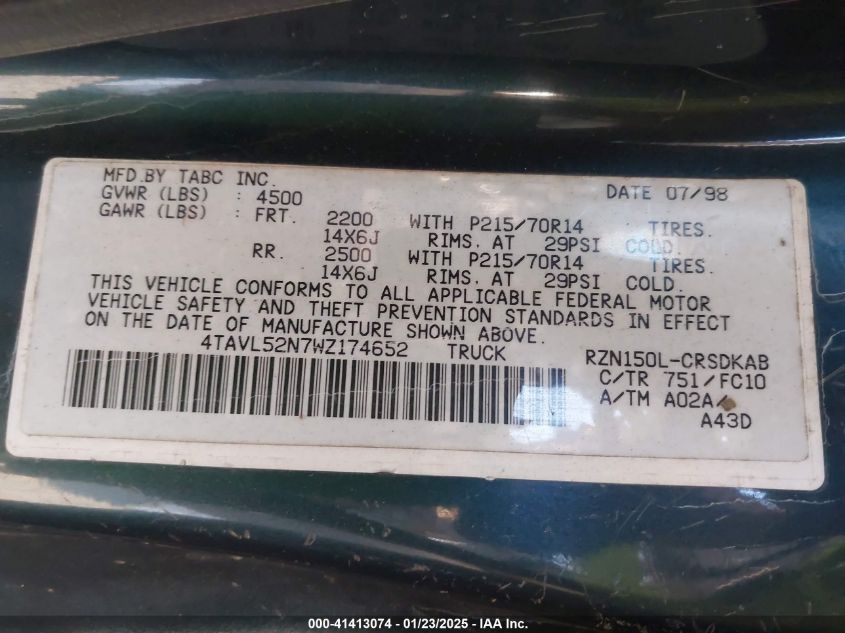 MFD.BY TABC INC. DATE 07/98
GVWR (LBS) : 4500
GAWR (LBS) : FRT. 2200 WITH P215/70R14 TIRES.
14X6J RIMS. AT 29PSI COLD.
RR. 2500 WITH P215/70R14 TIRES.
14X6J RIMS. AT 29PSI COLD.
THIS VEHICLE CONFORMS TO ALL APPLICABLE FEDERAL MOTOR
VEHICLE SAFETY AND THEFT PREVENTION STANDARDS IN EFFECT
ON THE DATE OF MANUFACTURE SHOWN ABOVE.
4TAVL52N7WZ174652 TRUCK RZN150L-CRSDKAB
C/TR 751/FC10
A/TM A02A/
A43D
000-41413074 — 01/23/2025 - IAAI.com